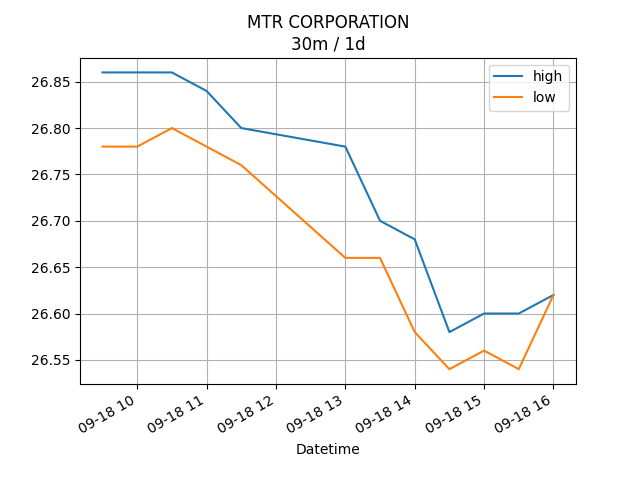 MTR CORPORATION
30m / 1d
high
low
26.85
26.80
26.75
26.70
26.65
26.60
26.55
09-18 10
09-18 11
09-18 12
09-18 13
09-18 14
09-18 15
09-18 16
Datetime